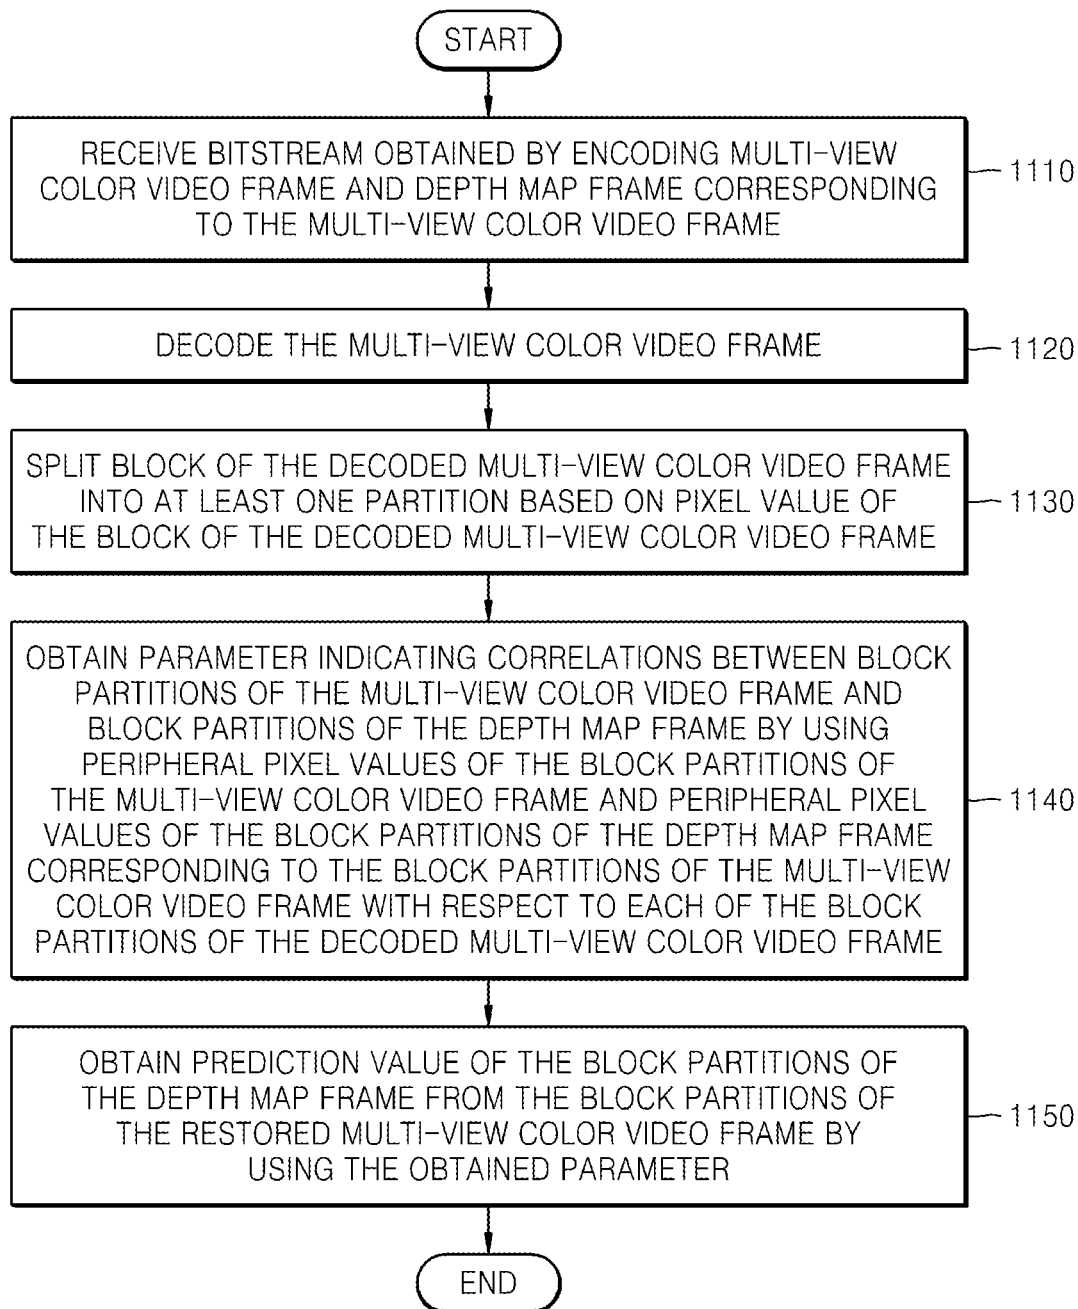 START
RECEIVE BITSTREAM OBTAINED BY ENCODING MULTI-VIEW
COLOR VIDEO FRAME AND DEPTH MAP FRAME CORRESPONDING
TO THE MULTI-VIEW COLOR VIDEO FRAME
1110
DECODE THE MULTI-VIEW COLOR VIDEO FRAME
1120
SPLIT BLOCK OF THE DECODED MULTI-VIEW COLOR VIDEO FRAME
INTO AT LEAST ONE PARTITION BASED ON PIXEL VALUE OF
THE BLOCK OF THE DECODED MULTI-VIEW COLOR VIDEO FRAME
1130
OBTAIN PARAMETER INDICATING CORRELATIONS BETWEEN BLOCK
PARTITIONS OF THE MULTI-VIEW COLOR VIDEO FRAME AND
BLOCK PARTITIONS OF THE DEPTH MAP FRAME BY USING
PERIPHERAL PIXEL VALUES OF THE BLOCK PARTITIONS OF
THE MULTI-VIEW COLOR VIDEO FRAME AND PERIPHERAL PIXEL
VALUES OF THE BLOCK PARTITIONS OF THE DEPTH MAP FRAME
CORRESPONDING TO THE BLOCK PARTITIONS OF THE MULTI-VIEW
COLOR VIDEO FRAME WITH RESPECT TO EACH OF THE BLOCK
PARTITIONS OF THE DECODED MULTI-VIEW COLOR VIDEO FRAME
1140
OBTAIN PREDICTION VALUE OF THE BLOCK PARTITIONS OF
THE DEPTH MAP FRAME FROM THE BLOCK PARTITIONS OF
THE RESTORED MULTI-VIEW COLOR VIDEO FRAME BY
USING THE OBTAINED PARAMETER
1150
END